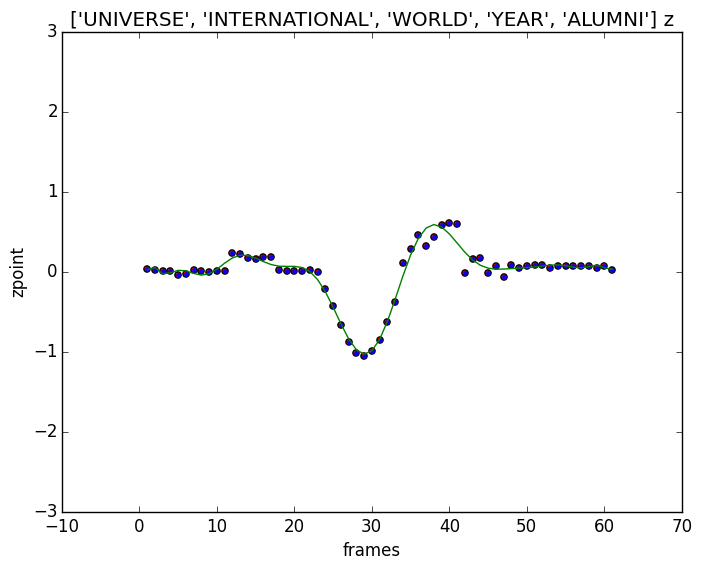 ['UNIVERSE', 'INTERNATIONAL', 'WORLD', 'YEAR', 'ALUMNI'] z
3
2
1
0
−1
−2
−3
zpoint
−10 0 10 20 30 40 50 60 70
frames